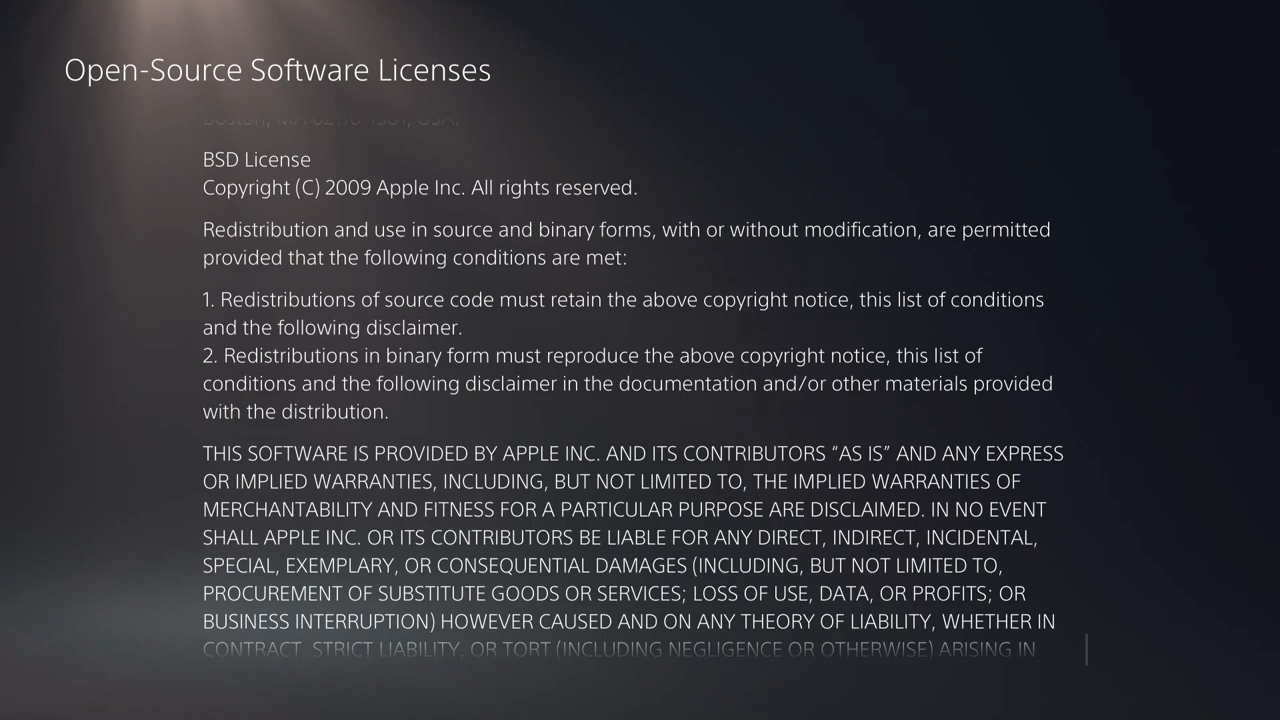 Open-Source Software Licenses
Boston, MA 02110-1301, USA.
BSD License
Copyright (C) 2009 Apple Inc. All rights reserved.
Redistribution and use in source and binary forms, with or without modification, are permitted
provided that the following conditions are met:
1. Redistributions of source code must retain the above copyright notice, this list of conditions
and the following disclaimer.
2. Redistributions in binary form must reproduce the above copyright notice, this list of
conditions and the following disclaimer in the documentation and/or other materials provided
with the distribution.
THIS SOFTWARE IS PROVIDED BY APPLE INC. AND ITS CONTRIBUTORS “AS IS” AND ANY EXPRESS
OR IMPLIED WARRANTIES, INCLUDING, BUT NOT LIMITED TO, THE IMPLIED WARRANTIES OF
MERCHANTABILITY AND FITNESS FOR A PARTICULAR PURPOSE ARE DISCLAIMED. IN NO EVENT
SHALL APPLE INC. OR ITS CONTRIBUTORS BE LIABLE FOR ANY DIRECT, INDIRECT, INCIDENTAL,
SPECIAL, EXEMPLARY, OR CONSEQUENTIAL DAMAGES (INCLUDING, BUT NOT LIMITED TO,
PROCUREMENT OF SUBSTITUTE GOODS OR SERVICES; LOSS OF USE, DATA, OR PROFITS; OR
BUSINESS INTERRUPTION) HOWEVER CAUSED AND ON ANY THEORY OF LIABILITY, WHETHER IN
CONTRACT, STRICT LIABILITY, OR TORT (INCLUDING NEGLIGENCE OR OTHERWISE) ARISING IN